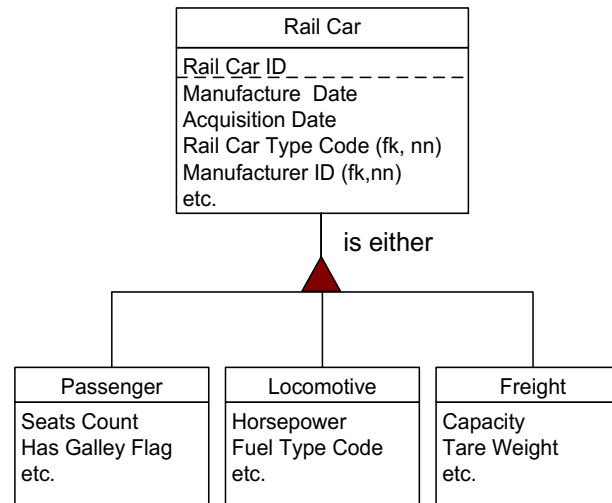 Rail Car
Rail Car ID
Manufacture Date
Acquisition Date
Rail Car Type Code (fk, nn)
Manufacturer ID (fk,nn)
etc.
is either
Passenger
Seats Count
Has Galley Flag
etc.
Locomotive
Horsepower
Fuel Type Code
etc.
Freight
Capacity
Tare Weight
etc.